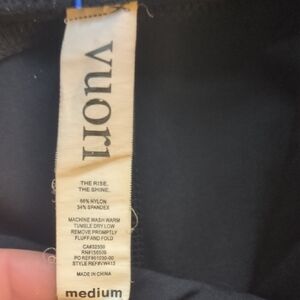 vuori
THE RISE.
THE SHINE.
66% NYLON
34% SPANDEX
MACHINE WASH WARM
TUMBLE DRY LOW
REMOVE PROMPTLY
FLUFF AND FOLD
MADE IN CHINA
medium